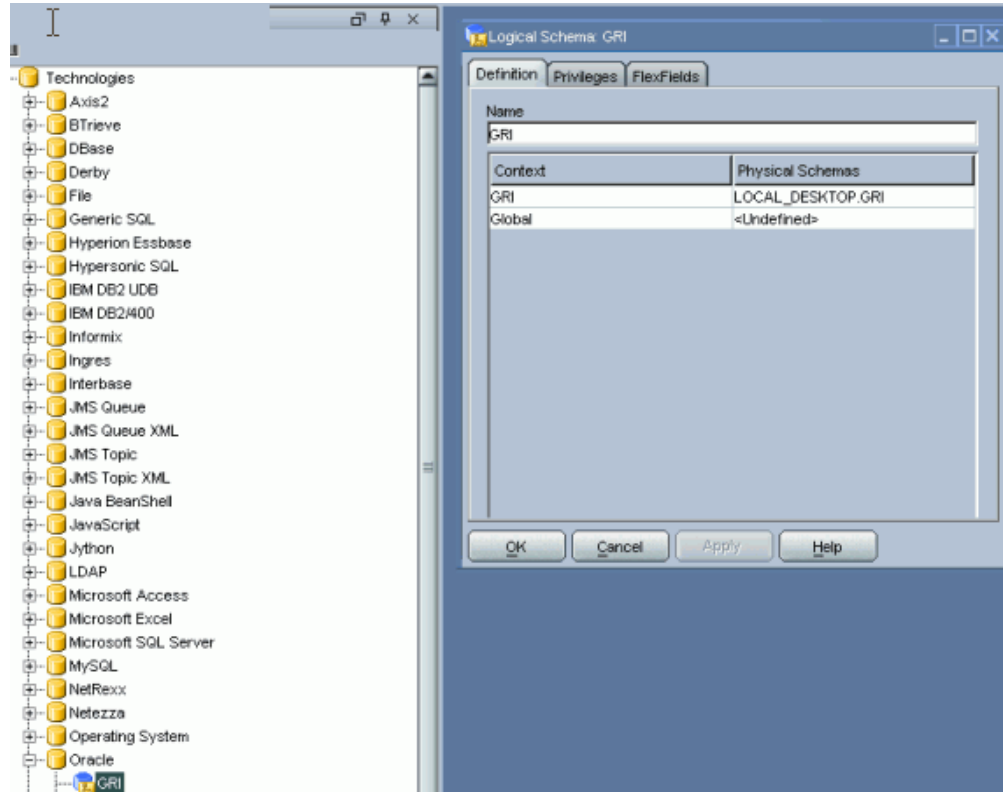 Technologies
Axis2
BTrieve
DBase
Derby
File
Generic SQL
Hyperion Essbase
Hypersonic SQL
IBM DB2 UDB
IBM DB2/400
Informix
Ingres
Interbase
JMS Queue
JMS Queue XML
JMS Topic
JMS Topic XML
Java BeanShell
JavaScript
Jython
LDAP
Microsoft Access
Microsoft Excel
Microsoft SQL Server
MySQL
NetRexx
Netezza
Operating System
Oracle
GRI
Logical Schema: GRI
Definition Privileges FlexFields
Name
GRI
Context Physical Schemas
GRI LOCAL_DESKTOP.GRI
Global <Undefined>
OK Cancel Apply Help